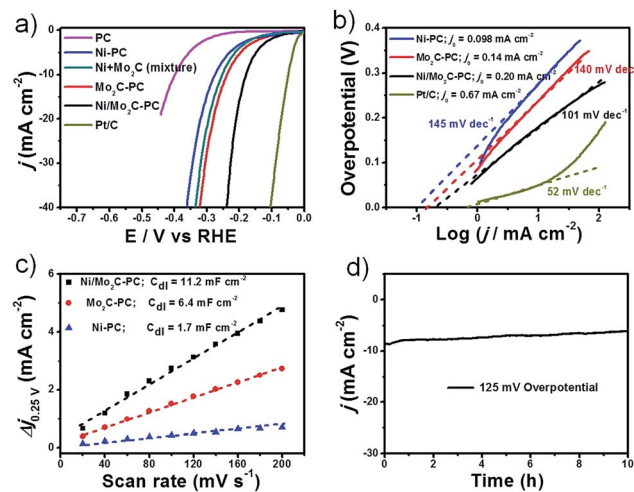 a)
PC
Ni-PC
Ni+Mo₂C (mixture)
Mo₂C-PC
Ni/Mo₂C-PC
Pt/C
j (mA cm⁻²)
0
-10
-20
-30
-40
-0.7 -0.6 -0.5 -0.4 -0.3 -0.2 -0.1 0.0
E / V vs RHE
b)
Ni-PC; j₀ = 0.098 mA cm⁻²
Mo₂C-PC; j₀ = 0.14 mA cm⁻²
Ni/Mo₂C-PC; j₀ = 0.20 mA cm⁻²
Pt/C; j₀ = 0.67 mA cm⁻²
140 mV dec⁻¹
145 mV dec⁻¹
101 mV dec⁻¹
52 mV dec⁻¹
Overpotential (V)
0.4
0.3
0.2
0.1
0.0
-1 0 1 2
Log (j / mA cm⁻²)
c)
Ni/Mo₂C-PC; Cdl = 11.2 mF cm⁻²
Mo₂C-PC; Cdl = 6.4 mF cm⁻²
Ni-PC; Cdl = 1.7 mF cm⁻²
Δj0.25 V (mA cm⁻²)
6
4
2
0
40 80 120 160 200
Scan rate (mV s⁻¹)
d)
125 mV Overpotential
j (mA cm⁻²)
0
-10
-20
-30
0 2 4 6 8 10
Time (h)